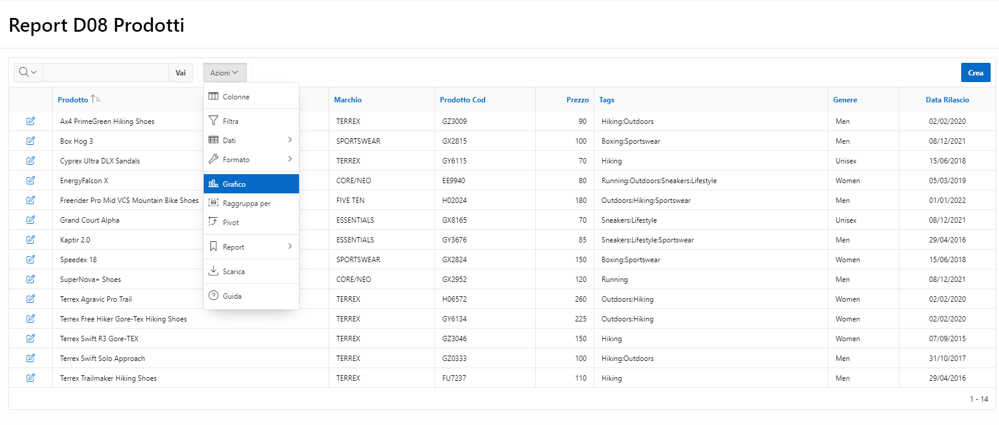 Report D08 Prodotti
Vai
Azioni
Crea
Colonne
Filtra
Dati
Formato
Grafico
Raggruppa per
Pivot
Report
Scarica
Guida
Prodotto Marchio Prodotto Cod Prezzo Tags Genere Data Rilascio
Ax4 PrimeGreen Hiking Shoes TERREX GZ3009 90 Hiking:Outdoors Men 02/02/2020
Box Hog 3 SPORTSWEAR GX2815 100 Boxing:Sportswear Men 08/12/2021
Cyprex Ultra DLX Sandals TERREX GY6115 70 Hiking Unisex 15/06/2018
EnergyFalcon X CORE/NEO EE9940 80 Running:Outdoors:Sneakers:Lifestyle Women 05/03/2019
Freerider Pro Mid VCS Mountain Bike Shoes FIVE TEN H02024 180 Outdoors:Hiking:Sportswear Men 01/01/2022
Grand Court Alpha ESSENTIALS GX8165 70 Sneakers:Lifestyle Unisex 08/12/2021
Kaptir 2.0 ESSENTIALS GY3676 85 Sneakers:Lifestyle:Sportswear Men 29/04/2016
Speedex 18 SPORTSWEAR GX2824 150 Boxing:Sportswear Women 15/06/2018
SuperNova+ Shoes CORE/NEO GX2952 120 Running Men 08/12/2021
Terrex Agravic Pro Trail TERREX H06572 260 Outdoors:Hiking Women 02/02/2020
Terrex Free Hiker Gore-Tex Hiking Shoes TERREX GY6134 225 Outdoors:Hiking Women 02/02/2020
Terrex Swift R3 Gore-TEX TERREX GZ3046 150 Hiking Women 07/09/2015
Terrex Swift Solo Approach TERREX GZ0333 100 Hiking:Outdoors Men 31/10/2017
Terrex Trailmaker Hiking Shoes TERREX FU7237 110 Hiking Men 29/04/2016
1 - 14